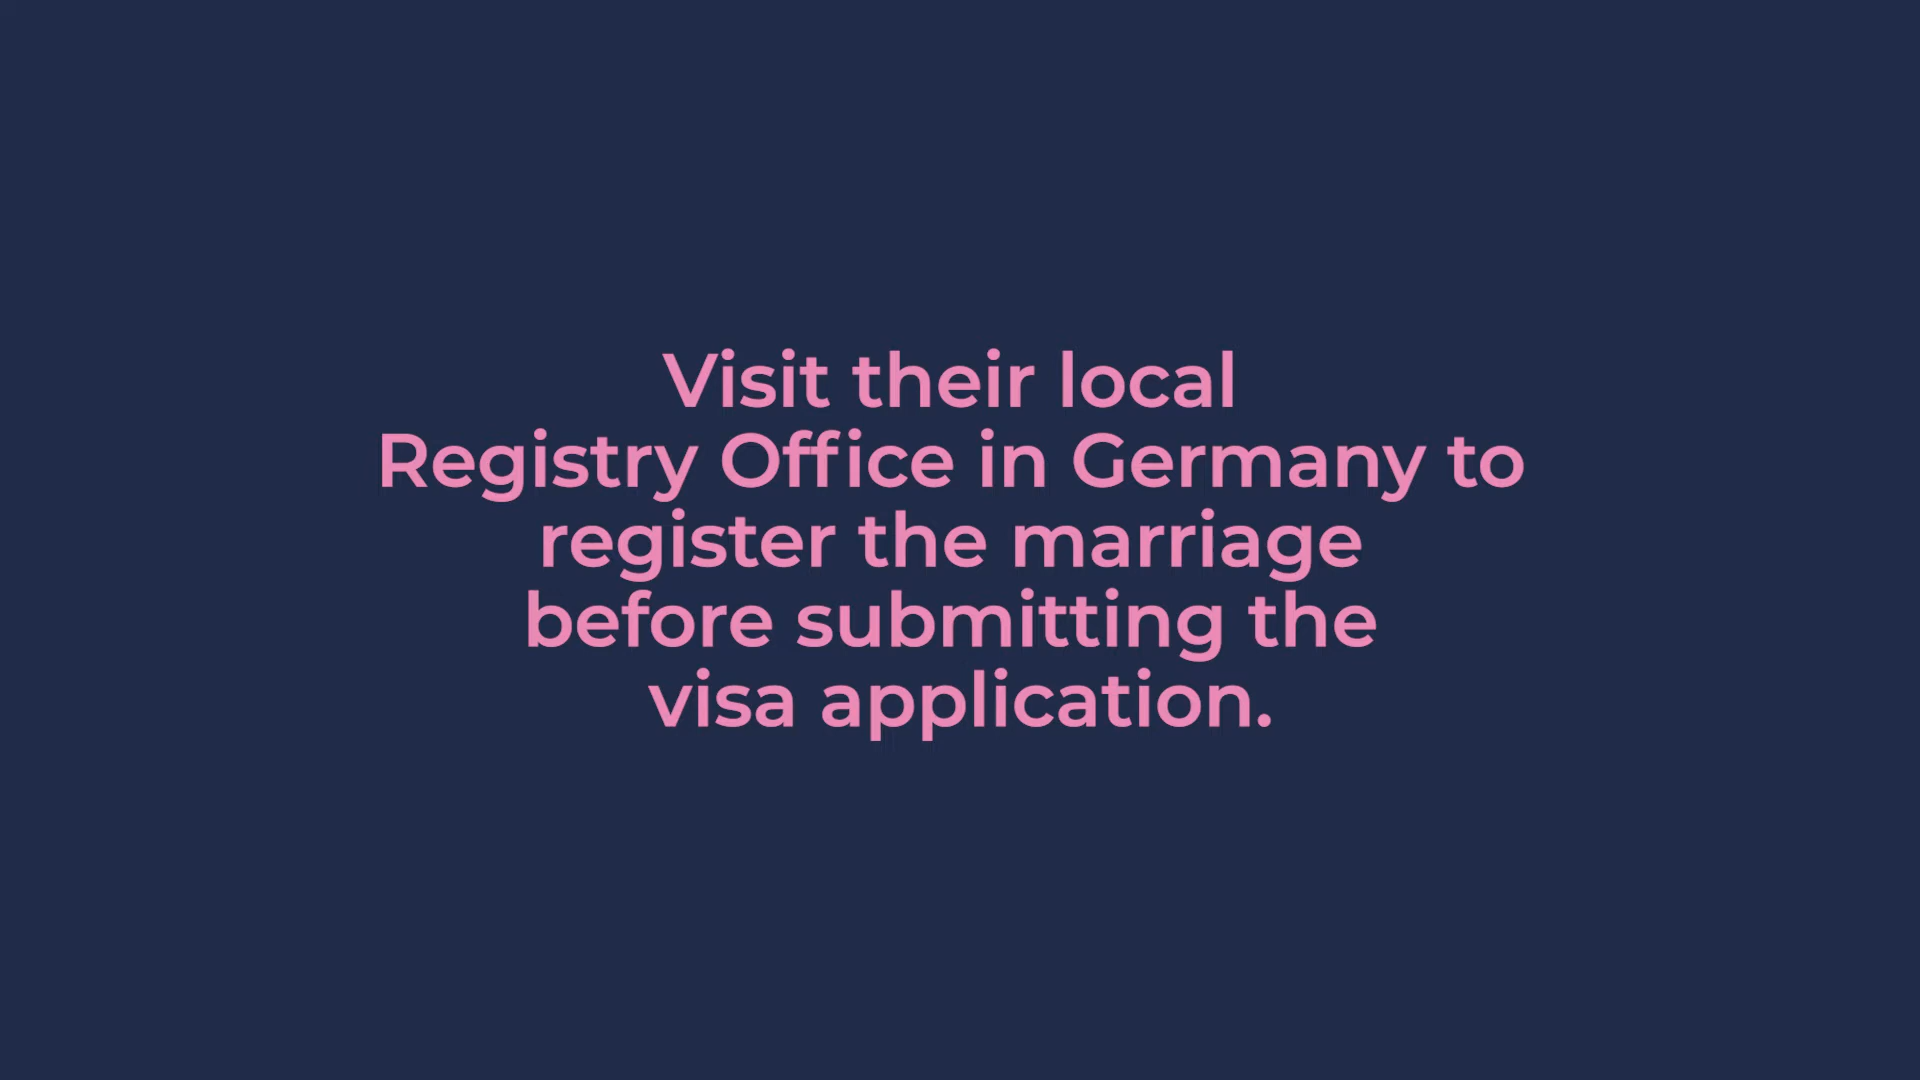 Visit their local
Registry Office in Germany to
register the marriage
before submitting the
visa application.